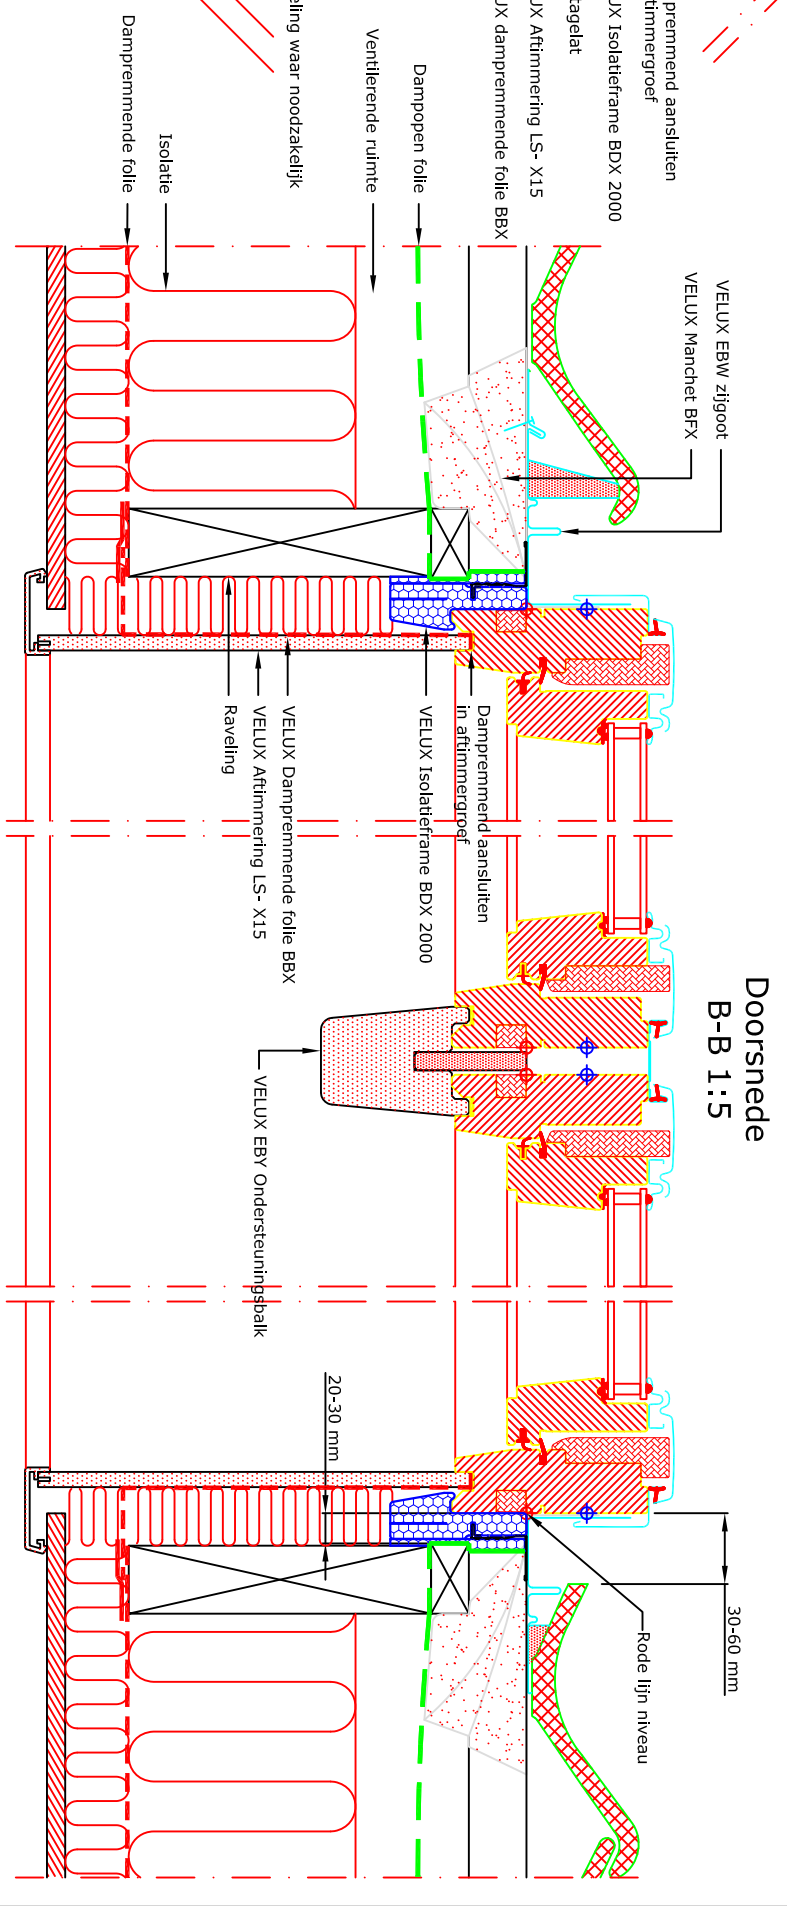 Doorsnede
B-B 1:5
premmend aansluiten
timmergroef
UX Isolatieframe BDX 2000
tagelat
UX Aftimmering LS- X15
UX dampremmende folie BBX
eling waar noodzakelijk
VELUX EBW zijgoot
VELUX Manchet BFX
Dampopen folie
Ventilerende ruimte
Isolatie
Dampremmende folie
Dampremmend aansluiten
in aftimmergroef
VELUX Isolatieframe BDX 2000
VELUX Dampremmende folie BBX
VELUX Aftimmering LS- X15
Raveling
VELUX EBY Ondersteuningsbalk
30-60 mm
Rode lijn niveau
20-30 mm